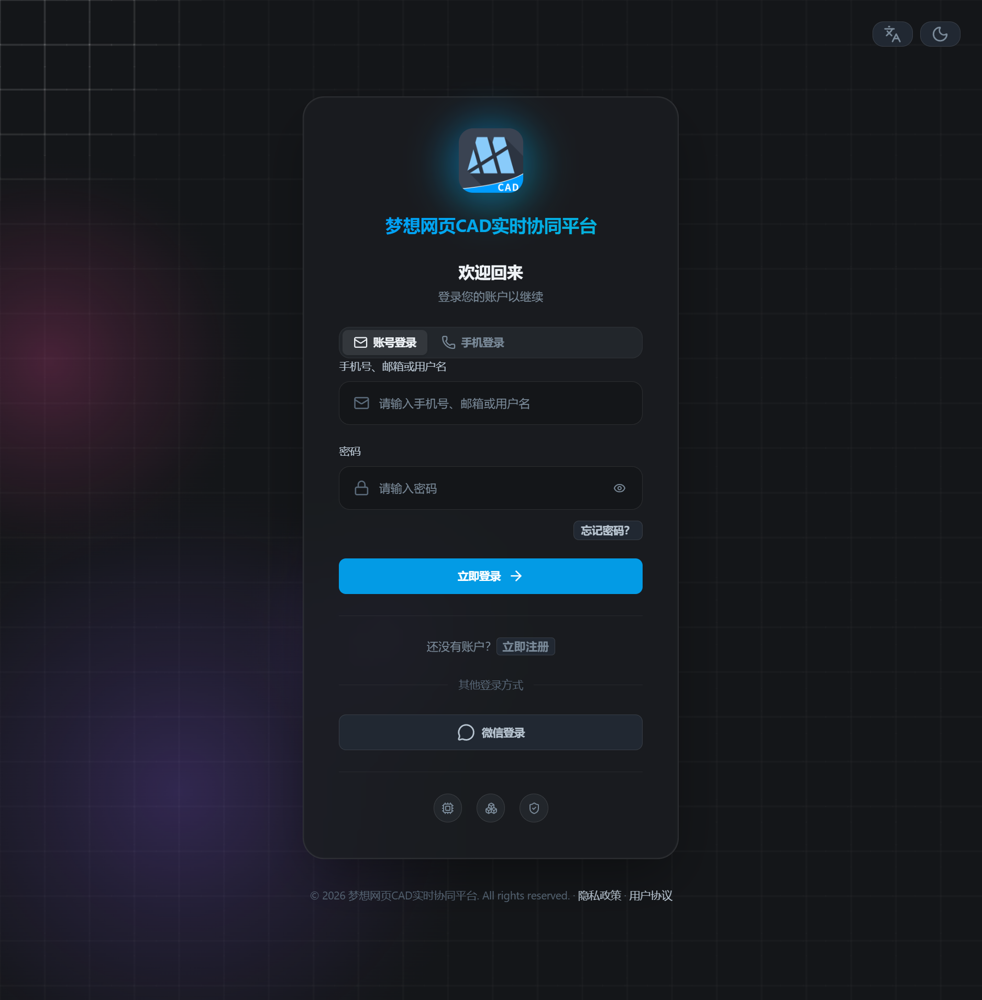 CAD
梦想网页CAD实时协同平台
欢迎回来
登录您的账户以继续
账号登录 手机登录
手机号、邮箱或用户名
请输入手机号、邮箱或用户名
密码
请输入密码
忘记密码？
立即登录
还没有账户？ 立即注册
其他登录方式
微信登录
© 2026 梦想网页CAD实时协同平台. All rights reserved. · 隐私政策 · 用户协议